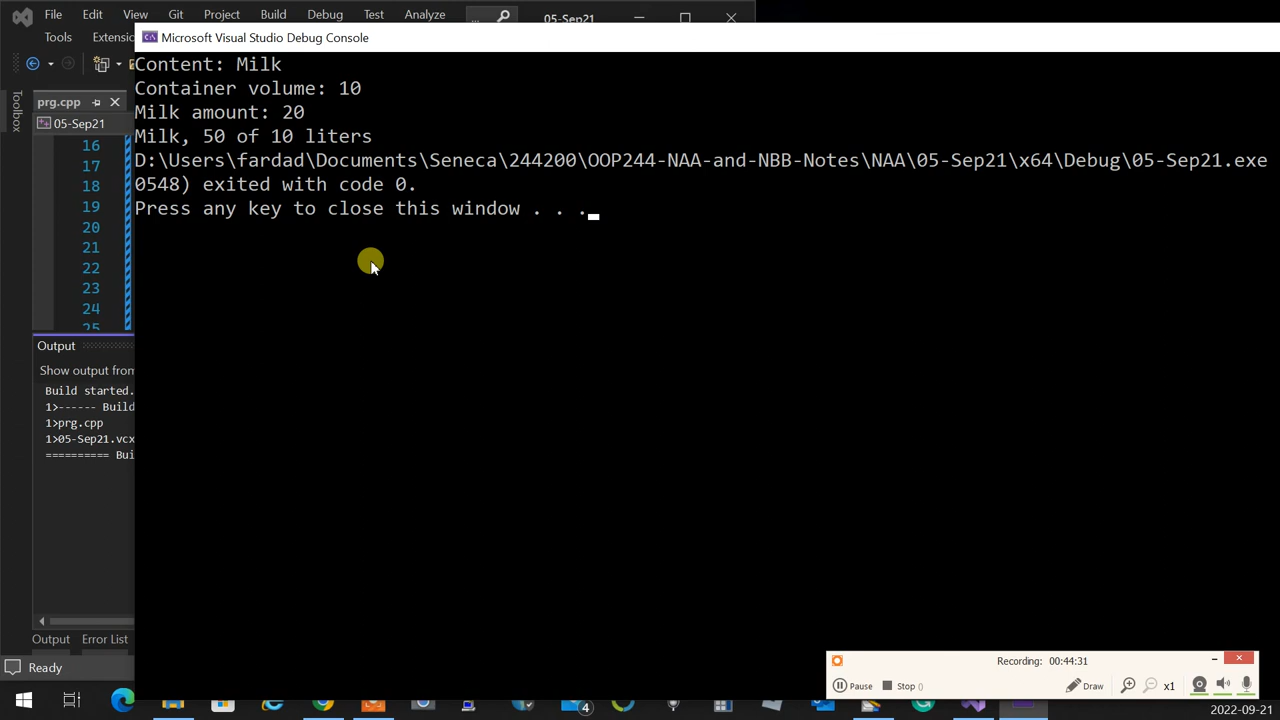 File Edit View Git Project Build Debug Test Analyze ... 05-Sep21
Tools
Microsoft Visual Studio Debug Console
Content: Milk
Container volume: 10
Milk amount: 20
Milk, 50 of 10 liters
D:\Users\fardad\Documents\Seneca\244200\OOP244-NAA-and-NBB-Notes\NAA\05-Sep21\x64\Debug\05-Sep21.exe
0548) exited with code 0.
Press any key to close this window . . .
Toolbox
prg.cpp
05-Sep21
16
17
18
19
20
21
22
23
24
25
Output
Show output from
Build started.
1>------ Build
1>prg.cpp
1>05-Sep21.vcx
========== Bui
Output Error List
Ready
Recording: 00:44:31
Pause Stop () Draw x1
4
2022-09-21